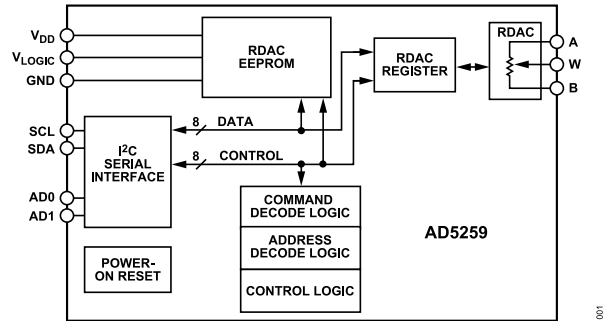 VDD
VLOGIC
GND
SCL
SDA
AD0
AD1
RDAC
EEPROM
RDAC
REGISTER
RDAC
A
W
B
I2C
SERIAL
INTERFACE
8
DATA
8
CONTROL
COMMAND
DECODE LOGIC
ADDRESS
DECODE LOGIC
CONTROL LOGIC
POWER-
ON RESET
AD5259
001